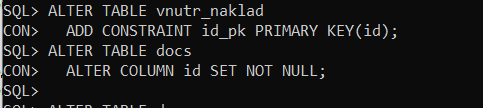 SQL> ALTER TABLE vnutr_naklad
CON>   ADD CONSTRAINT id_pk PRIMARY KEY(id);
SQL> ALTER TABLE docs
CON>   ALTER COLUMN id SET NOT NULL;
SQL>